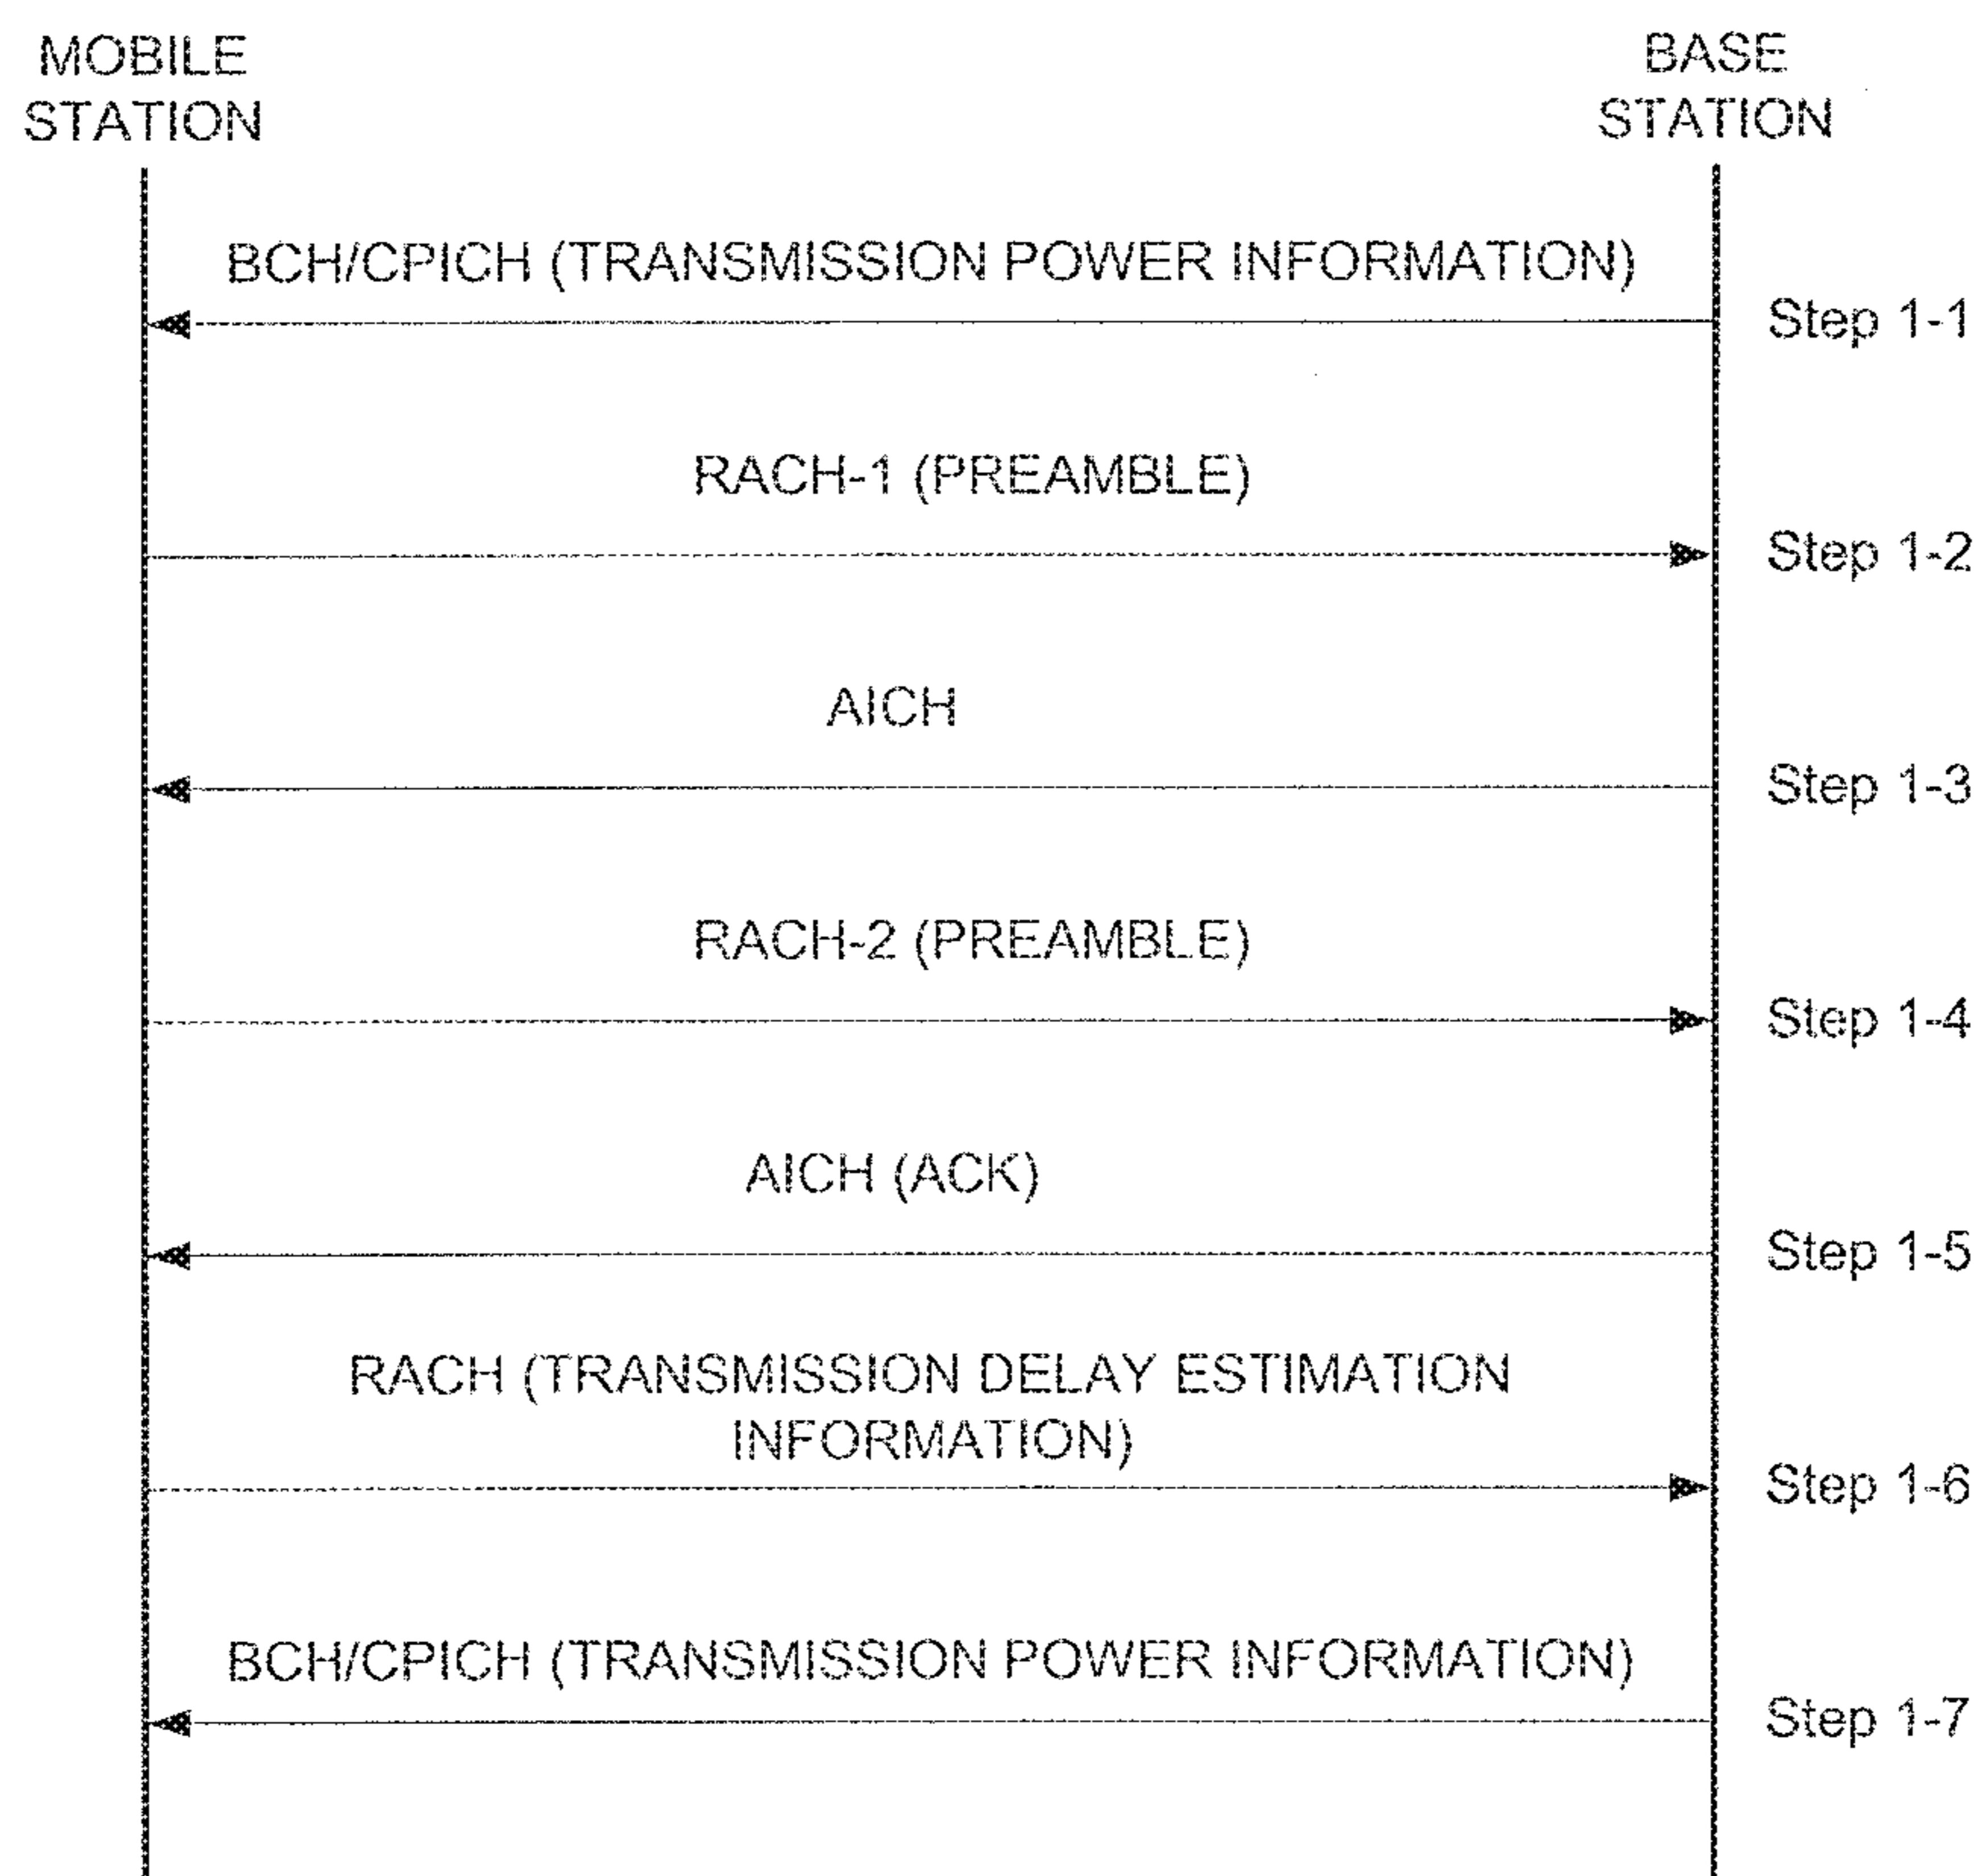 MOBILE
STATION
BASE
STATION
BCH/CPICH (TRANSMISSION POWER INFORMATION)
Step 1-1
RACH-1 (PREAMBLE)
Step 1-2
AICH
Step 1-3
RACH-2 (PREAMBLE)
Step 1-4
AICH (ACK)
Step 1-5
RACH (TRANSMISSION DELAY ESTIMATION
INFORMATION)
Step 1-6
BCH/CPICH (TRANSMISSION POWER INFORMATION)
Step 1-7